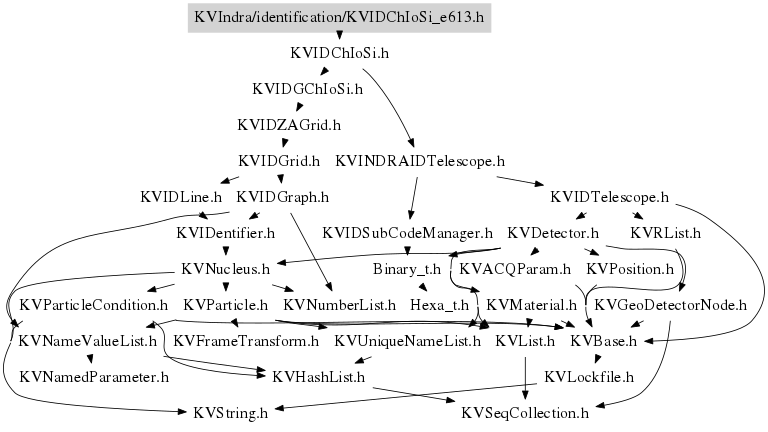 KVIndra/identification/KVIDChIoSi_e613.h
KVIDChIoSi.h
KVIDGChIoSi.h
KVIDZAGrid.h
KVIDGrid.h KVINDRAIDTelescope.h
KVIDLine.h KVIDGraph.h KVIDTelescope.h
KVIDentifier.h KVIDSubCodeManager.h KVDetector.h KVRList.h
KVNucleus.h Binary_t.h KVACQParam.h KVPosition.h
KVParticleCondition.h KVParticle.h KVNumberList.h Hexa_t.h KVMaterial.h KVGeoDetectorNode.h
KVNameValueList.h KVFrameTransform.h KVUniqueNameList.h KVList.h KVBase.h
KVNamedParameter.h KVHashList.h KVLockfile.h
KVString.h KVSeqCollection.h